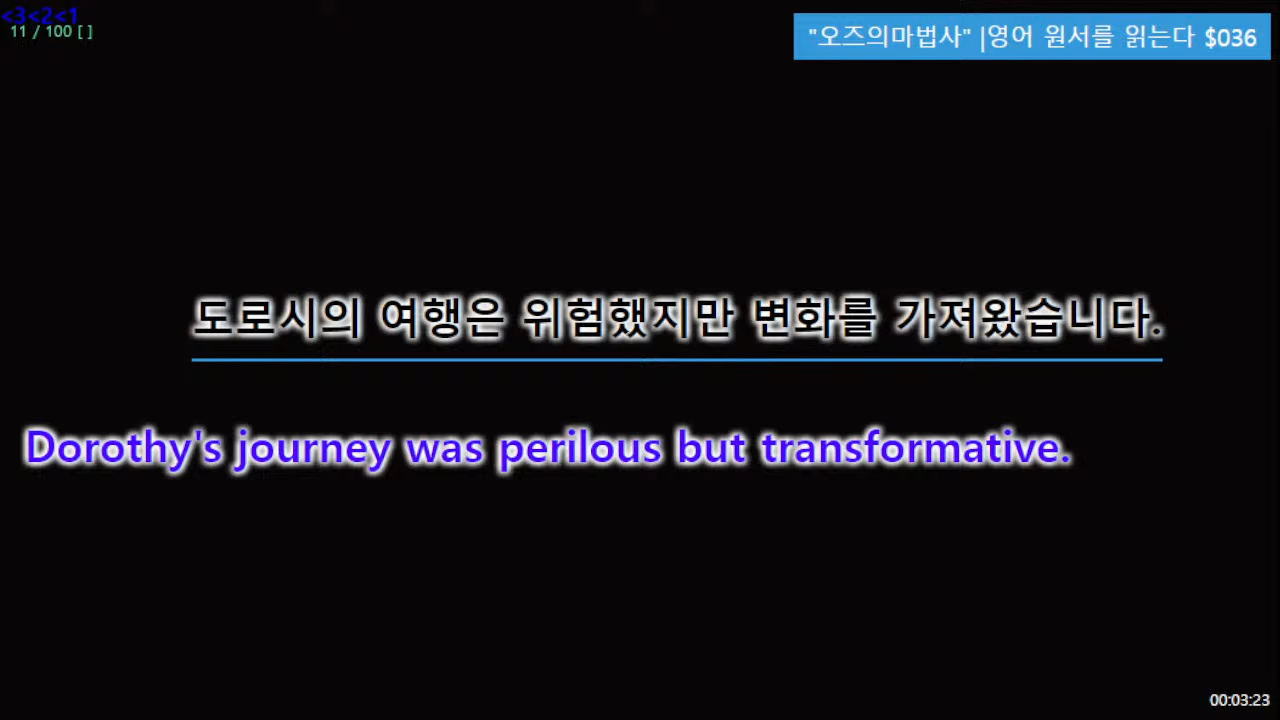 <3<2<1
11 / 100 [ ]
"오즈의마법사" |영어 원서를 읽는다 $036
도로시의 여행은 위험했지만 변화를 가져왔습니다.
Dorothy's journey was perilous but transformative.
00:03:23